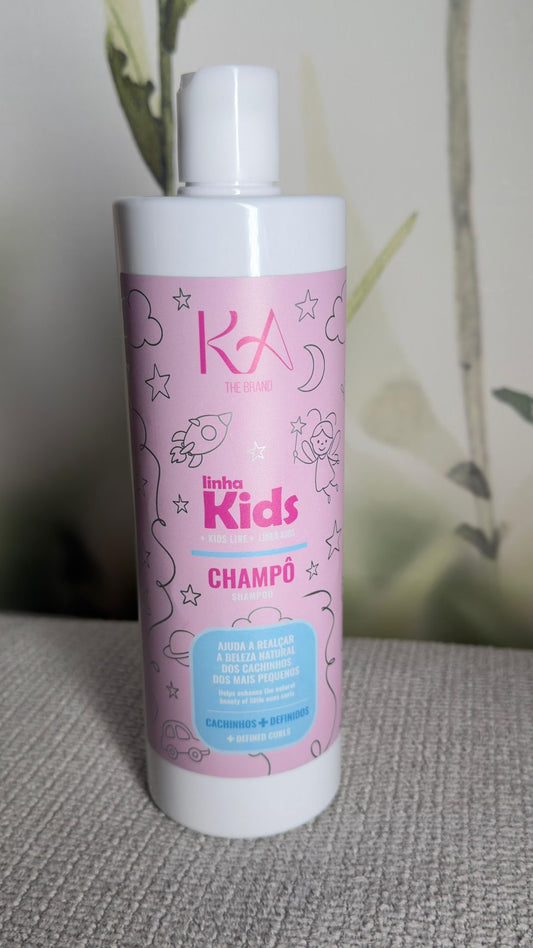 KA
THE BRAND
linha
Kids
+ KIDS LINE + LINEA KIDS
CHAMPÔ
SHAMPOO
AJUDA A REALÇAR
A BELEZA NATURAL
DOS CACHINHOS
DOS MAIS PEQUENOS
Helps enhance the natural
beauty of little ones curls
CACHINHOS + DEFINIDOS
+ DEFINED CURLS